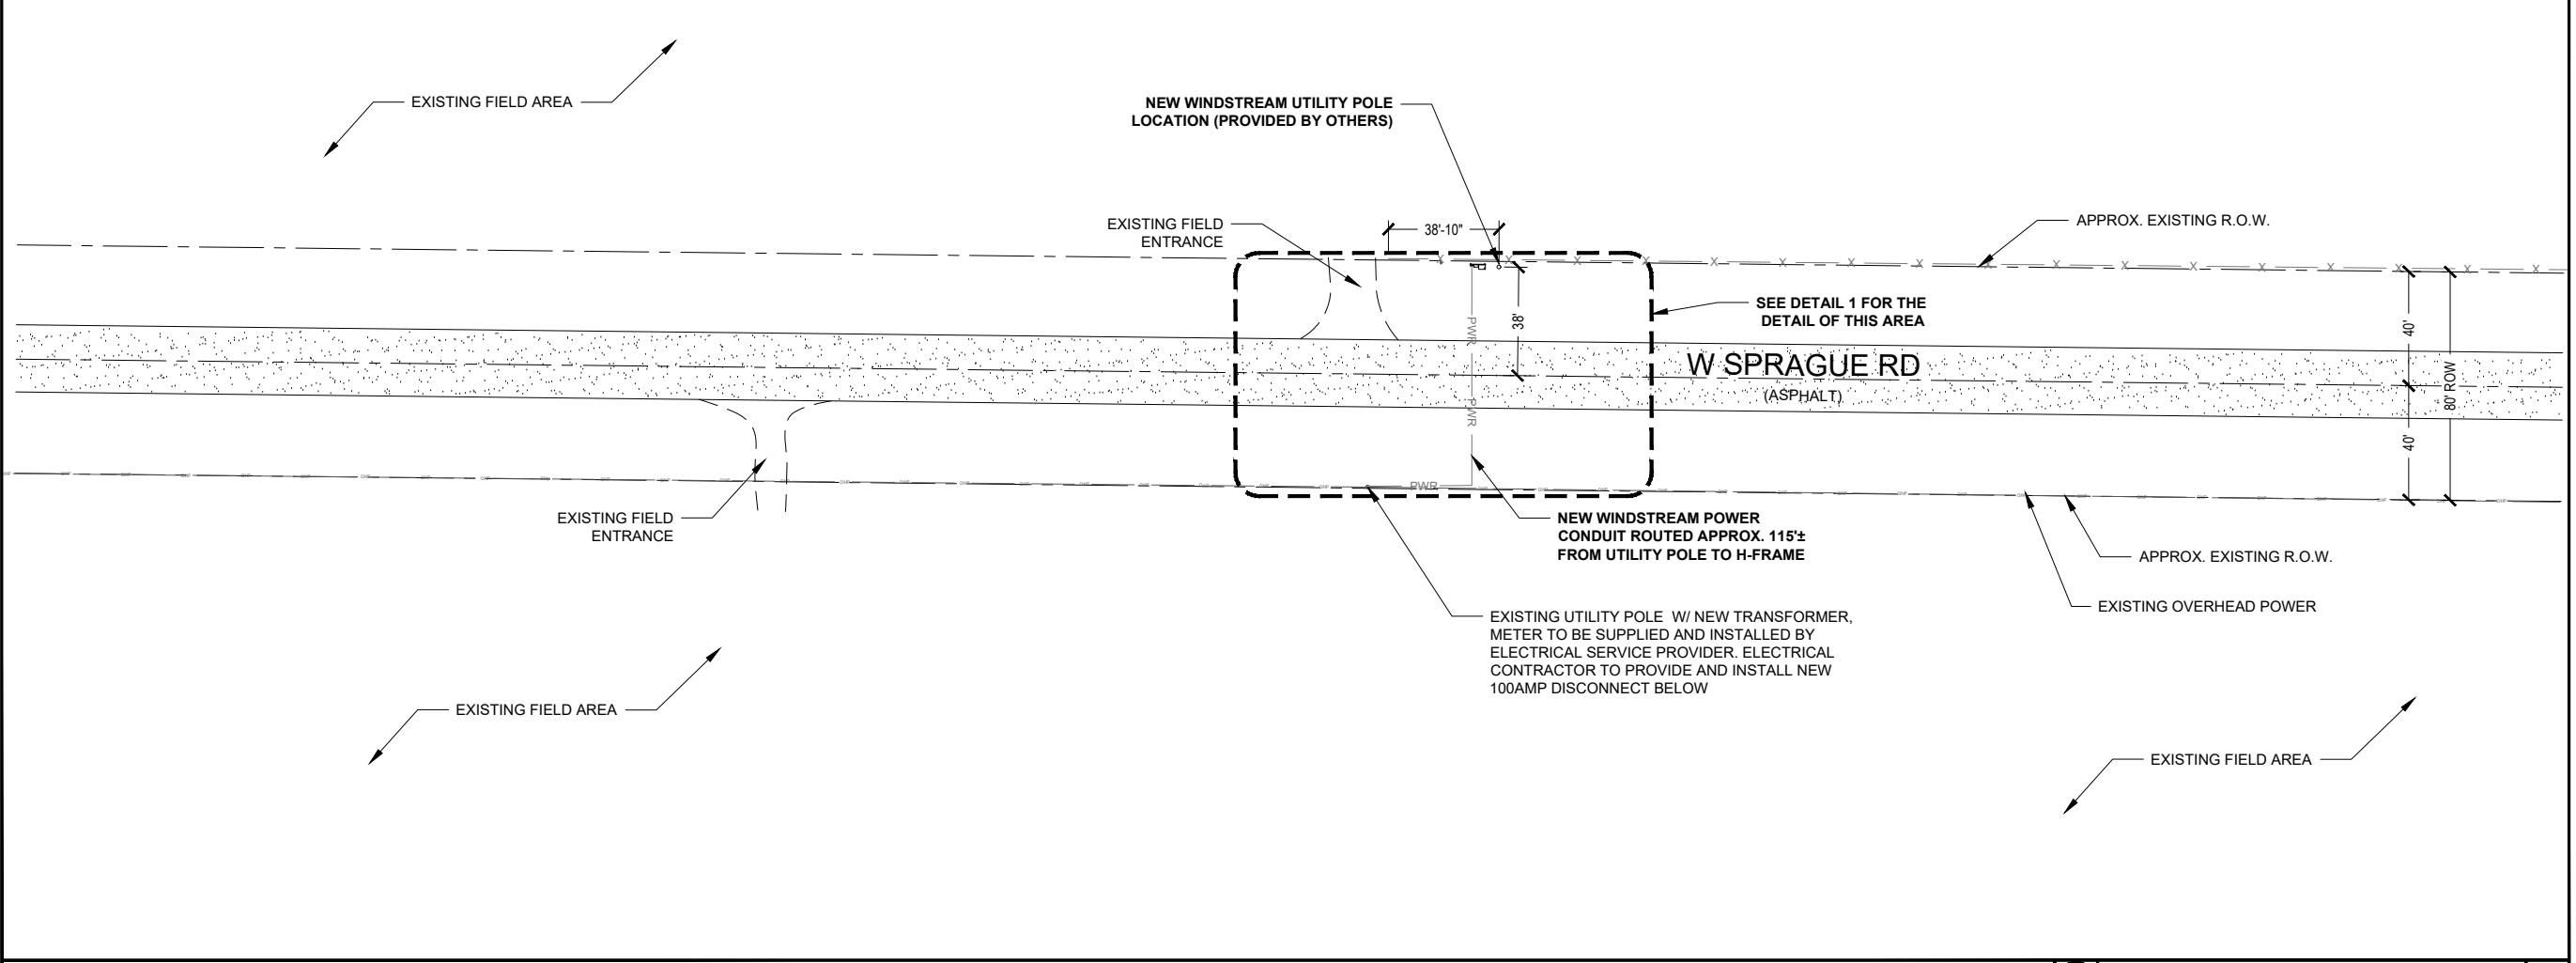 EXISTING FIELD AREA
NEW WINDSTREAM UTILITY POLE
LOCATION (PROVIDED BY OTHERS)
EXISTING FIELD
ENTRANCE
38'-10"
APPROX. EXISTING R.O.W.
X X X X X X X X X X X X X X X X X
PWR
38'
SEE DETAIL 1 FOR THE
DETAIL OF THIS AREA
W SPRAGUE RD
(ASPHALT)
40'
80' ROW
40'
PWR
PWR
EXISTING FIELD
ENTRANCE
NEW WINDSTREAM POWER
CONDUIT ROUTED APPROX. 115'±
FROM UTILITY POLE TO H-FRAME
APPROX. EXISTING R.O.W.
EXISTING OVERHEAD POWER
EXISTING UTILITY POLE W/ NEW TRANSFORMER,
METER TO BE SUPPLIED AND INSTALLED BY
ELECTRICAL SERVICE PROVIDER. ELECTRICAL
CONTRACTOR TO PROVIDE AND INSTALL NEW
100AMP DISCONNECT BELOW
EXISTING FIELD AREA
EXISTING FIELD AREA